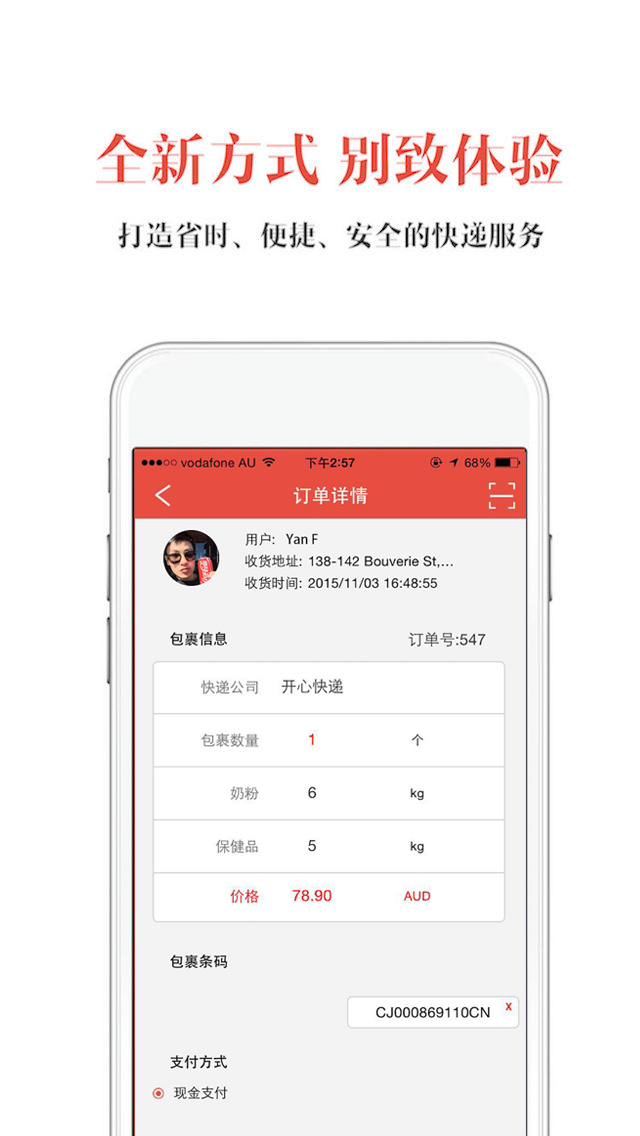 全新方式 别致体验
打造省时、便捷、安全的快递服务
vodafone AU 下午2:57 68%
订单详情
用户: Yan F
收货地址: 138-142 Bouverie St,...
收货时间: 2015/11/03 16:48:55
包裹信息 订单号:547
快递公司 开心快递
包裹数量 1 个
奶粉 6 kg
保健品 5 kg
价格 78.90 AUD
包裹条码
CJ000869110CN x
支付方式
现金支付